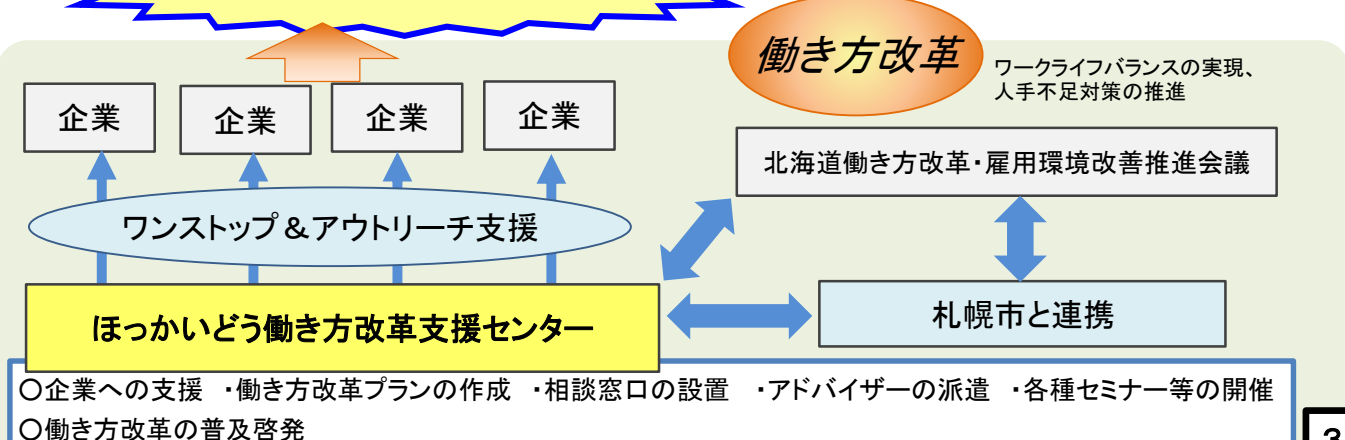 働き方改革
ワークライフバランスの実現、
人手不足対策の推進
企業
企業
企業
企業
北海道働き方改革・雇用環境改善推進会議
ワンストップ＆アウトリーチ支援
ほっかいどう働き方改革支援センター
札幌市と連携
〇企業への支援 ・働き方改革プランの作成 ・相談窓口の設置 ・アドバイザーの派遣 ・各種セミナー等の開催
〇働き方改革の普及啓発